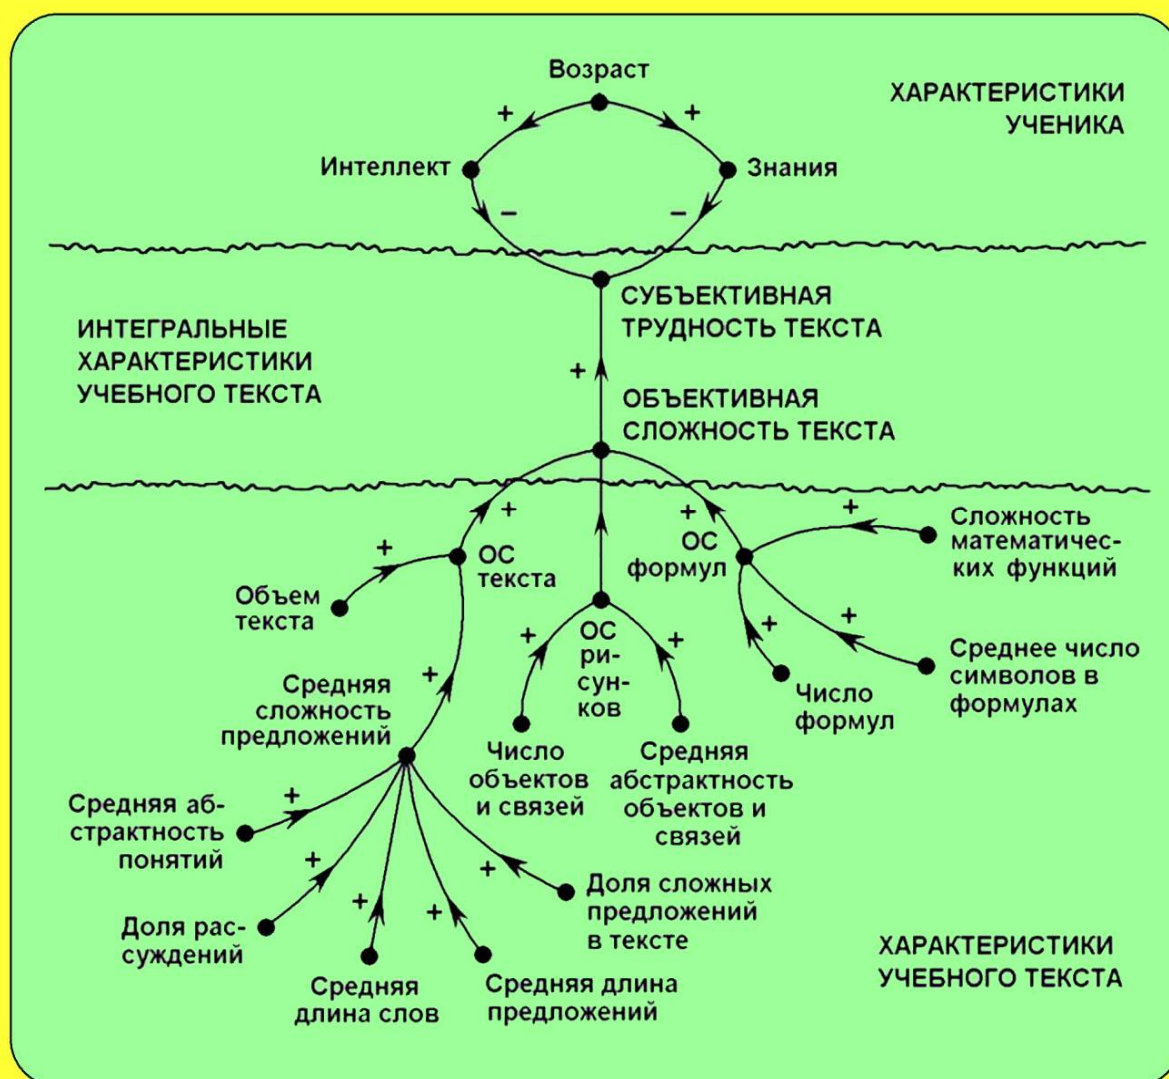 Возраст
ХАРАКТЕРИСТИКИ
УЧЕНИКА
+
+
Интеллект
Знания
–
–
ИНТЕГРАЛЬНЫЕ
ХАРАКТЕРИСТИКИ
УЧЕБНОГО ТЕКСТА
СУБЪЕКТИВНАЯ
ТРУДНОСТЬ ТЕКСТА
+
ОБЪЕКТИВНАЯ
СЛОЖНОСТЬ ТЕКСТА
+
ОС
текста
+
Объем
текста
+
ОС
формул
+
Сложность
математичес-
ких функций
+
Среднее число
символов в
формулах
+
Число
формул
ОС
ри-
сун-
ков
+
+
Число
объектов
и связей
Средняя
абстрактность
объектов и
связей
+
Средняя
сложность
предложений
+
Средняя аб-
страктность
понятий
+
Доля рас-
суждений
+
Средняя
длина слов
+
Средняя длина
предложений
+
Доля сложных
предложений
в тексте
ХАРАКТЕРИСТИКИ
УЧЕБНОГО ТЕКСТА